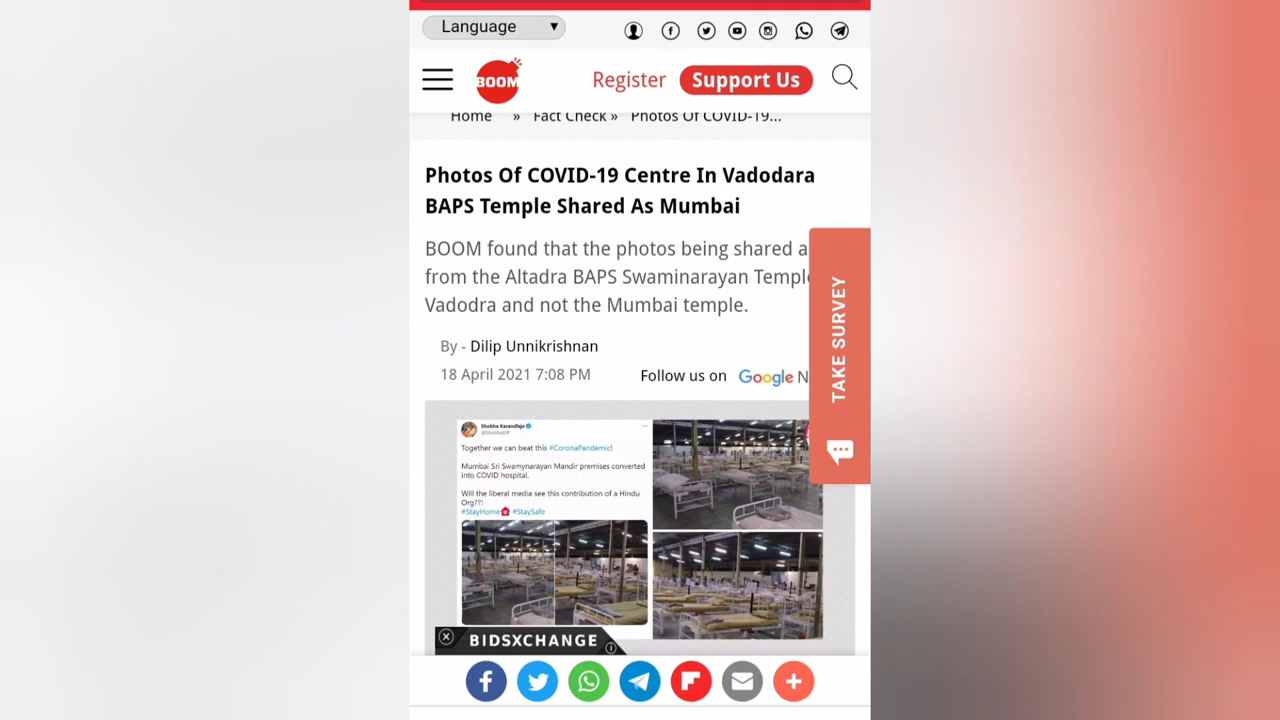 Language ▼
BOOM
Register
Support Us
Home » Fact Check » Photos Of COVID-19...
Photos Of COVID-19 Centre In Vadodara
BAPS Temple Shared As Mumbai
BOOM found that the photos being shared a
from the Altadra BAPS Swaminarayan Temple
Vadodra and not the Mumbai temple.
TAKE SURVEY
By - Dilip Unnikrishnan
18 April 2021 7:08 PM
Follow us on Google N
Shobha Karandlaje
@ShobhaBJP
Together we can beat this #CoronaPandemic!
Mumbai Sri Swamynarayan Mandir premises converted
into COVID hospital.
Will the liberal media see this contribution of a Hindu
Org??!
#StayHome #StaySafe
BIDSXCHANGE